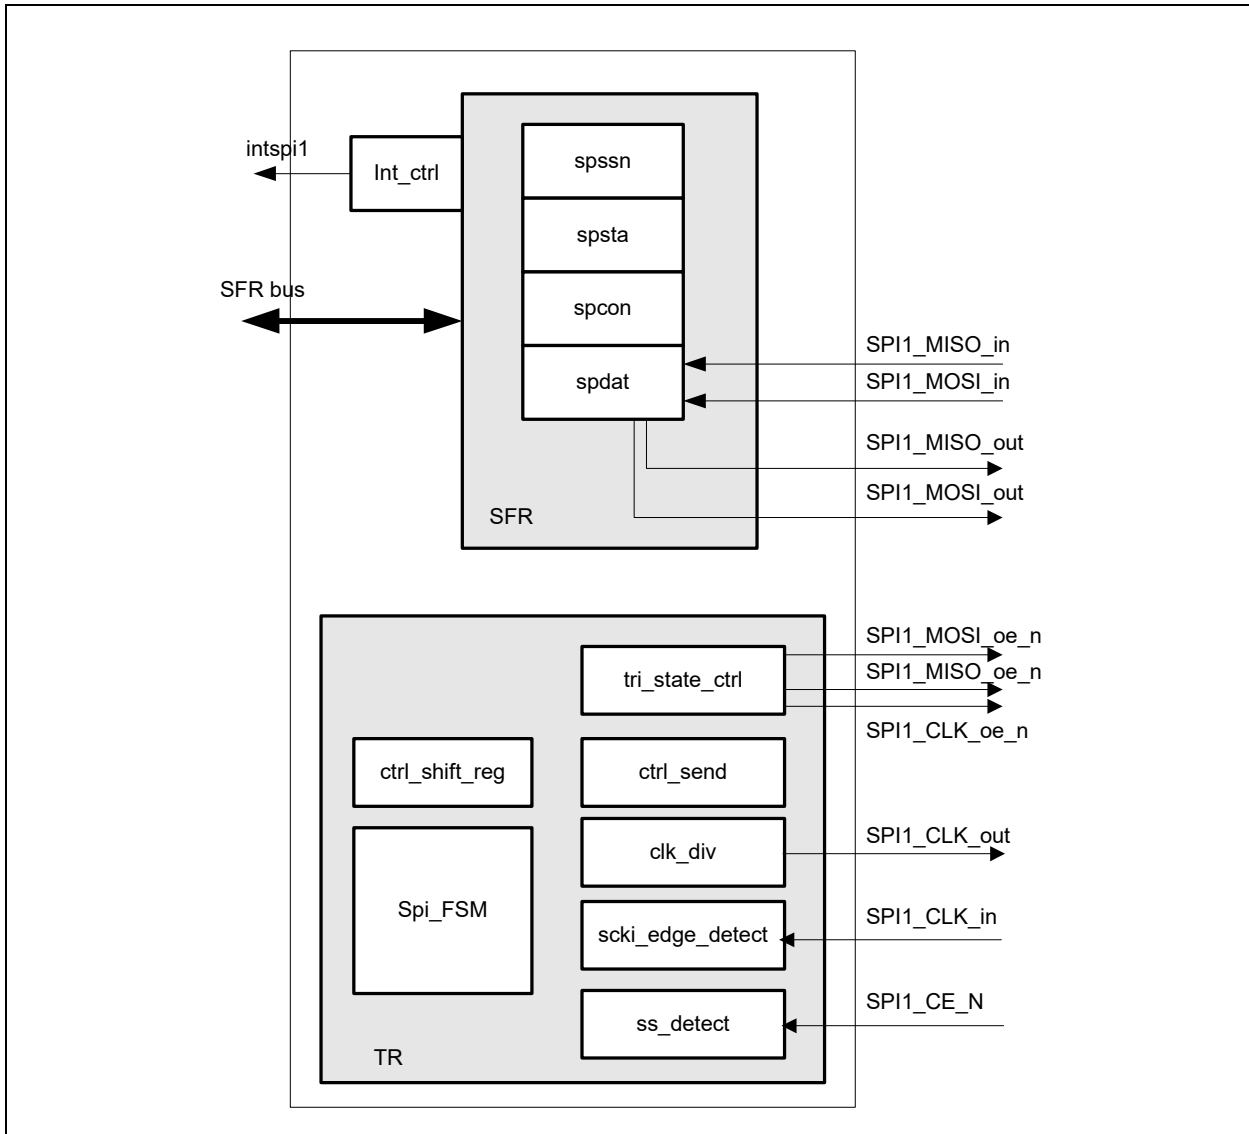 intspi1
Int_ctrl
spssn
spsta
SFR bus
spcon
spdat
SPI1_MISO_in
SPI1_MOSI_in
SPI1_MISO_out
SPI1_MOSI_out
SFR
SPI1_MOSI_oe_n
tri_state_ctrl
SPI1_MISO_oe_n
SPI1_CLK_oe_n
ctrl_shift_reg
ctrl_send
clk_div
SPI1_CLK_out
Spi_FSM
scki_edge_detect
SPI1_CLK_in
ss_detect
SPI1_CE_N
TR